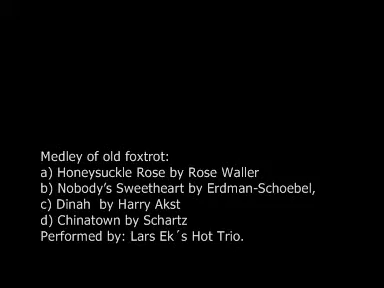 Medley of old foxtrot:
a) Honeysuckle Rose by Rose Waller
b) Nobody's Sweetheart by Erdman-Schoebel,
c) Dinah  by Harry Akst
d) Chinatown by Schartz
Performed by: Lars Ek´s Hot Trio.